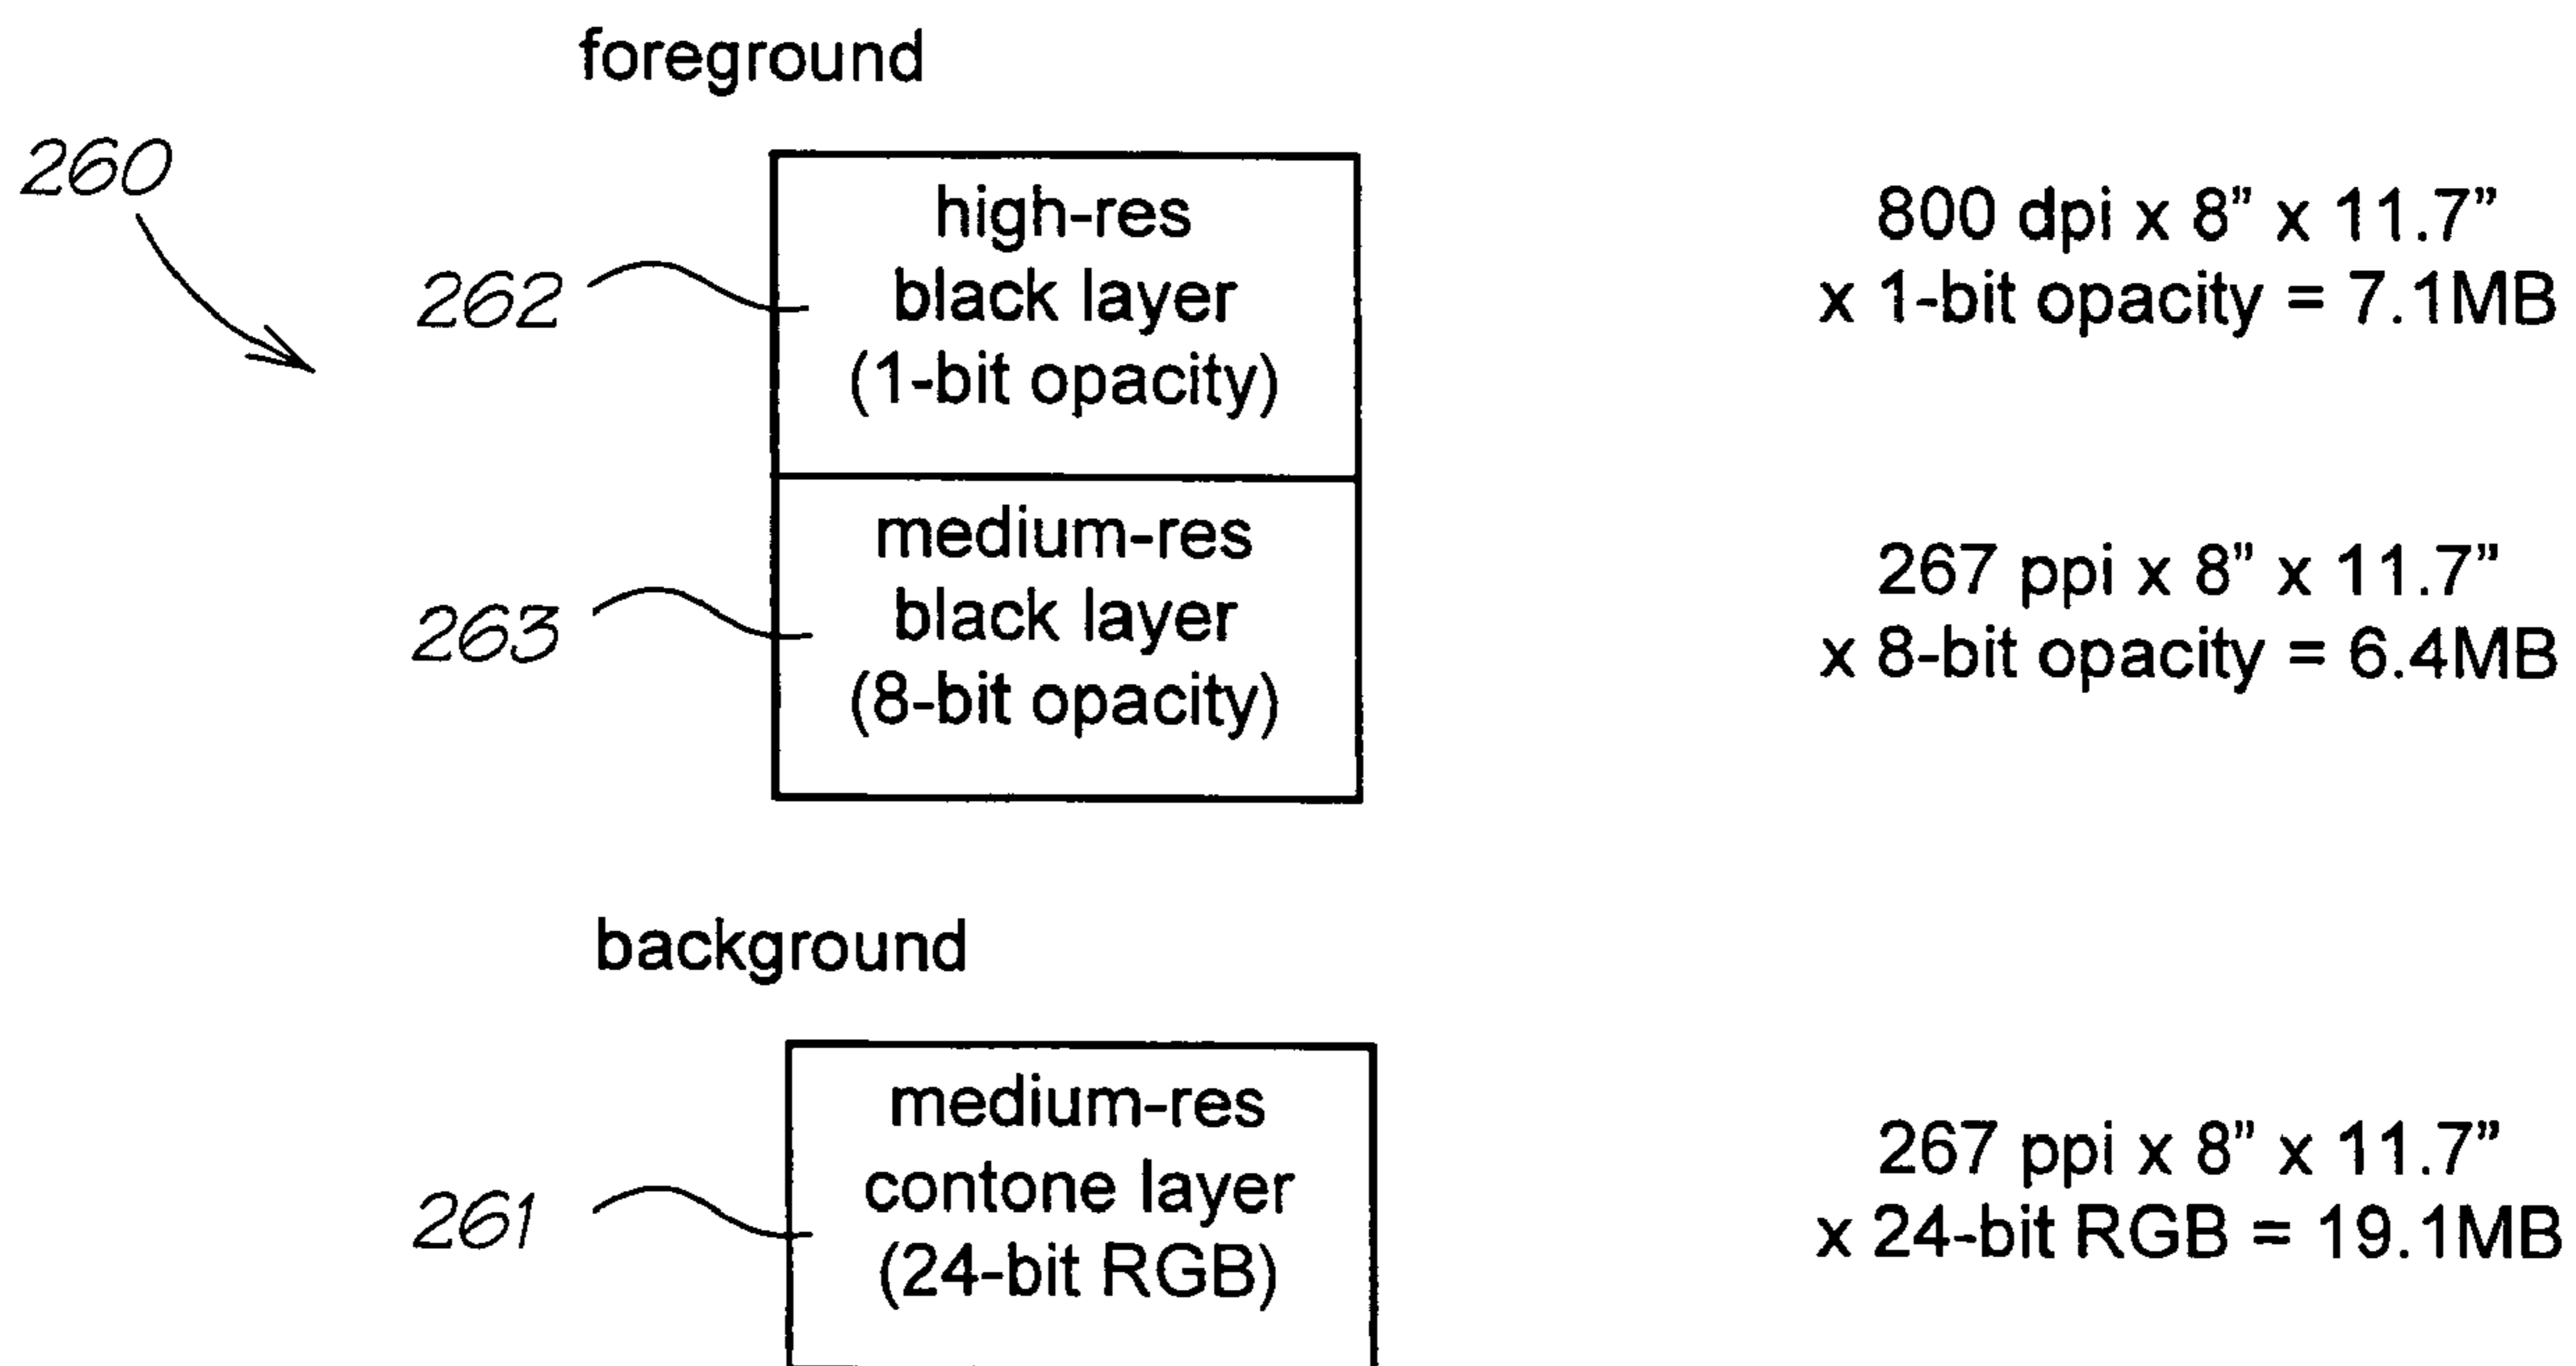 foreground
260
262
high-res
black layer
(1-bit opacity)
800 dpi x 8” x 11.7”
x 1-bit opacity = 7.1MB
263
medium-res
black layer
(8-bit opacity)
267 ppi x 8” x 11.7”
x 8-bit opacity = 6.4MB
background
261
medium-res
contone layer
(24-bit RGB)
267 ppi x 8” x 11.7”
x 24-bit RGB = 19.1MB